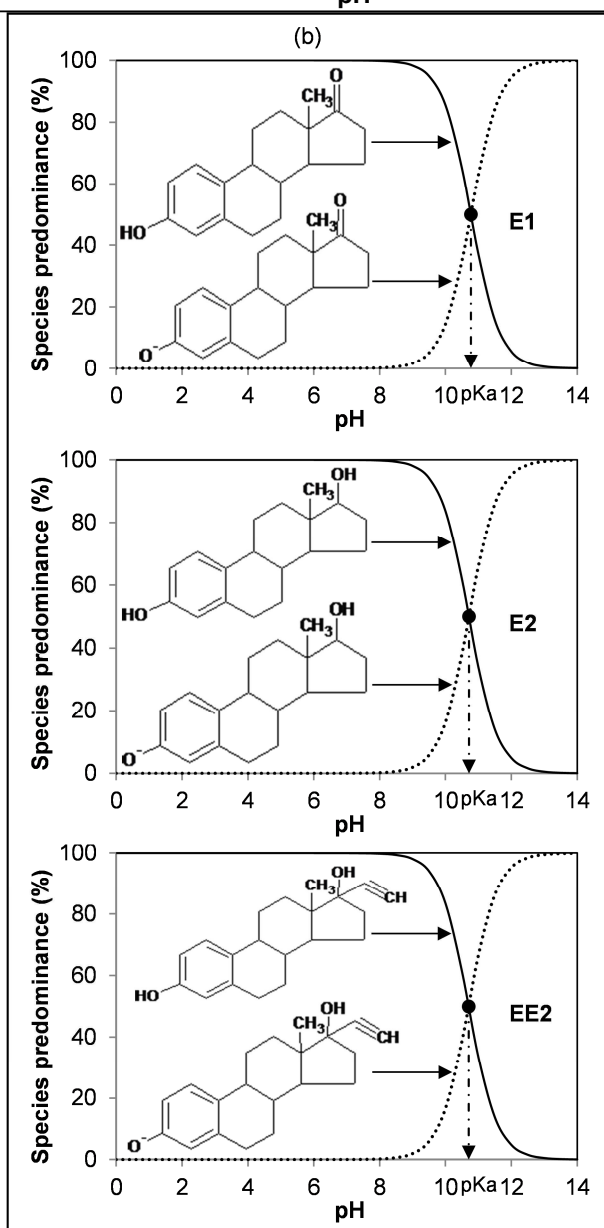 pH
(b)
Species predominance (%)
100
80
60
40
20
0
CH3
O
HO
CH3
O
O-
E1
0 2 4 6 8 10 pKa 12 14
pH
Species predominance (%)
100
80
60
40
20
0
OH
CH3
HO
OH
CH3
O-
E2
0 2 4 6 8 10 pKa 12 14
pH
Species predominance (%)
100
80
60
40
20
0
OH
CH3
CH
HO
OH
CH3
CH
O-
EE2
0 2 4 6 8 10 pKa 12 14
pH